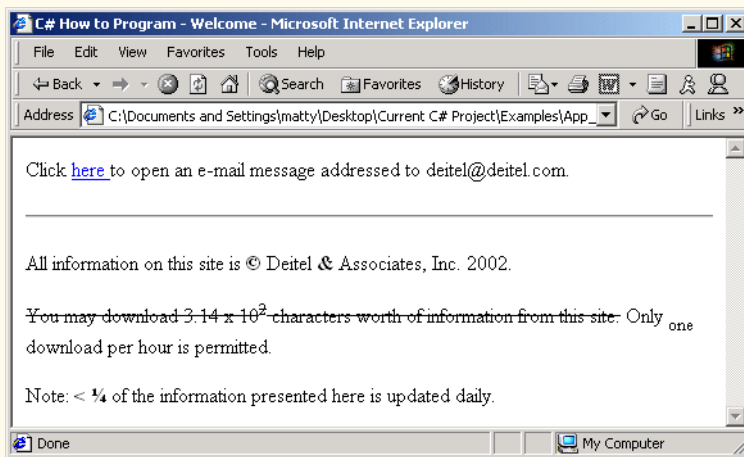 C# How to Program - Welcome - Microsoft Internet Explorer
File Edit View Favorites Tools Help
Back Search Favorites History Go Links »
Address C:\Documents and Settings\matty\Desktop\Current C# Project\Examples\App_
Click here to open an e-mail message addressed to deitel@deitel.com.
All information on this site is © Deitel & Associates, Inc. 2002.
You may download 3.14 x 10² characters worth of information from this site. Only one
download per hour is permitted.
Note: < ¼ of the information presented here is updated daily.
Done My Computer